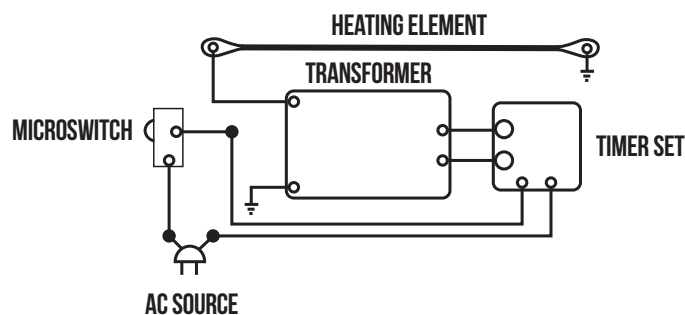 HEATING ELEMENT
TRANSFORMER
MICROSWITCH
TIMER SET
AC SOURCE